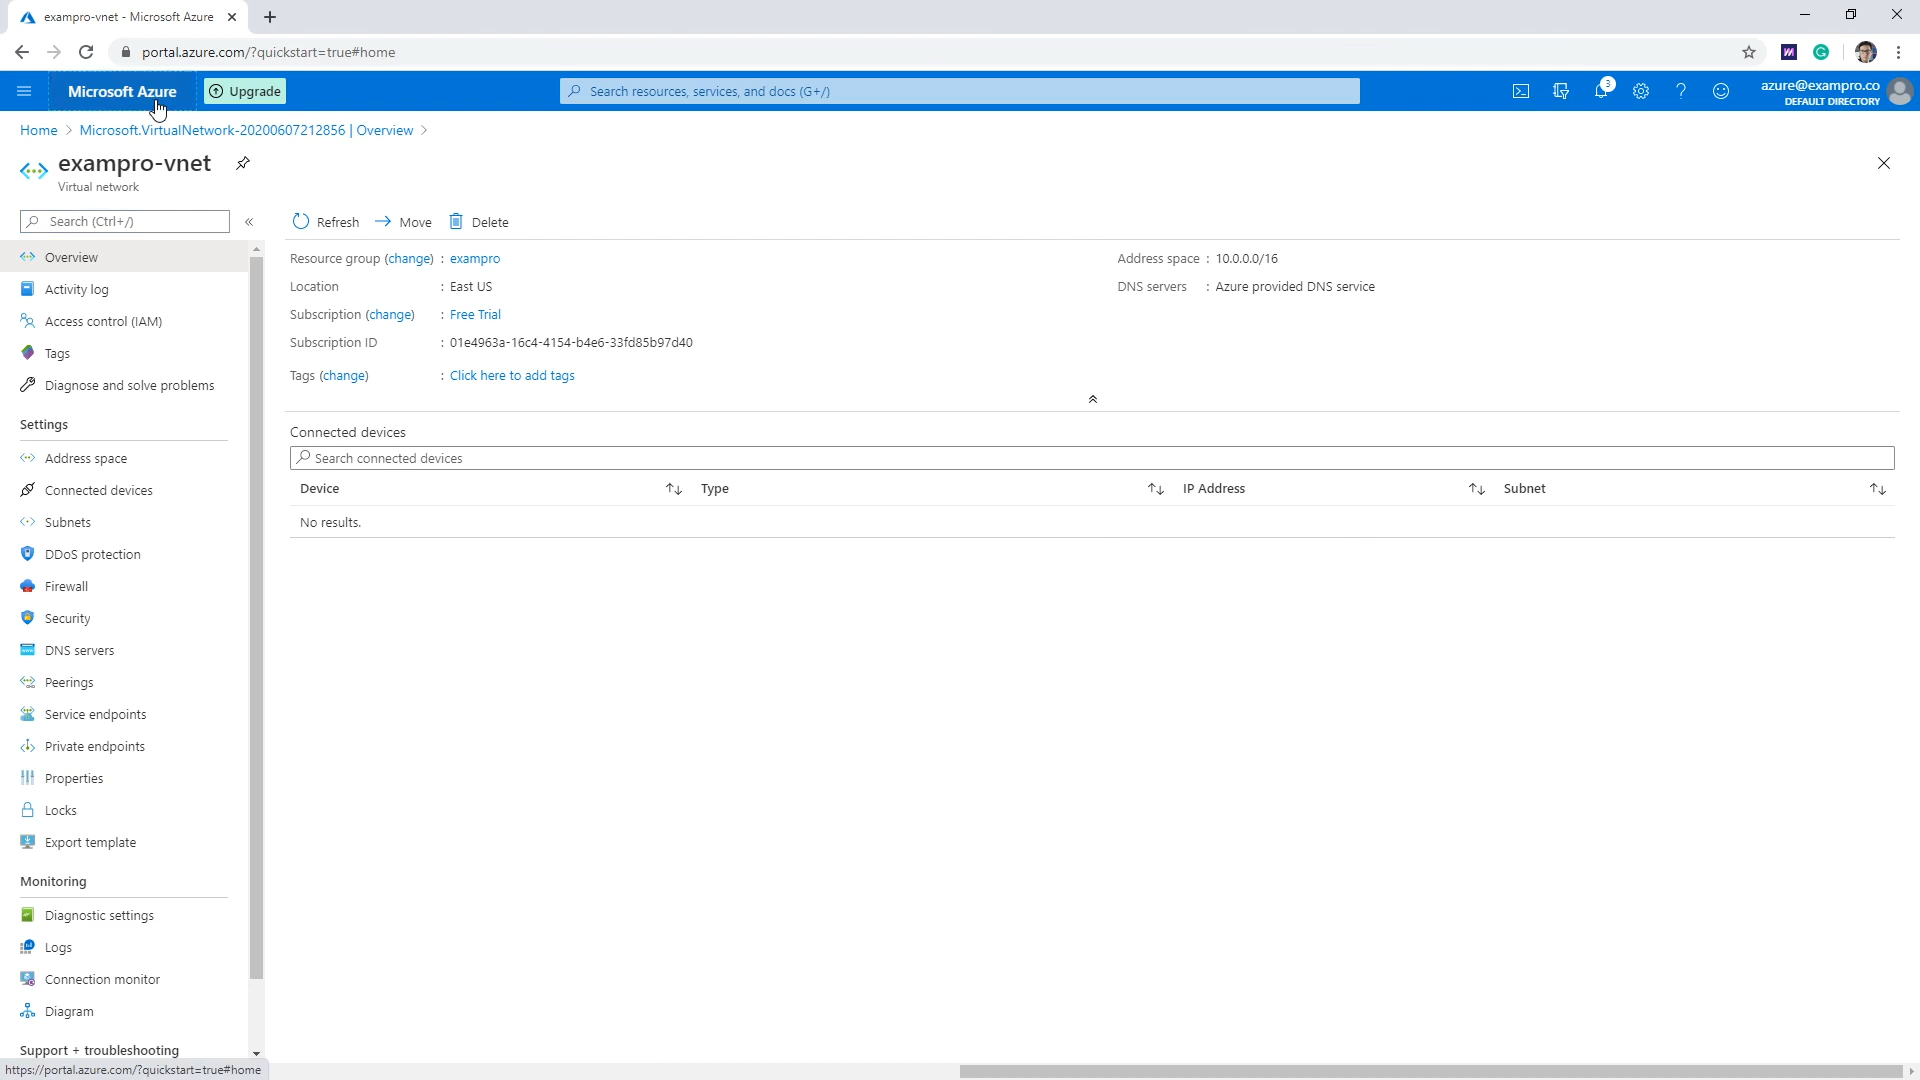 exampro-vnet - Microsoft Azure
portal.azure.com/?quickstart=true#home
Microsoft Azure
Upgrade
Search resources, services, and docs (G+/)
3
azure@exampro.co
DEFAULT DIRECTORY
Home > Microsoft.VirtualNetwork-20200607212856 | Overview >
exampro-vnet
Virtual network
Search (Ctrl+/)
«
Refresh
Move
Delete
Overview
Activity log
Access control (IAM)
Tags
Diagnose and solve problems
Settings
Address space
Connected devices
Subnets
DDoS protection
Firewall
Security
DNS servers
Peerings
Service endpoints
Private endpoints
Properties
Locks
Export template
Monitoring
Diagnostic settings
Logs
Connection monitor
Diagram
Support + troubleshooting
Resource group (change) : exampro
Location : East US
Subscription (change) : Free Trial
Subscription ID : 01e4963a-16c4-4154-b4e6-33fd85b97d40
Tags (change) : Click here to add tags
Address space : 10.0.0.0/16
DNS servers : Azure provided DNS service
Connected devices
Search connected devices
Device Type IP Address Subnet
No results.
https://portal.azure.com/?quickstart=true#home